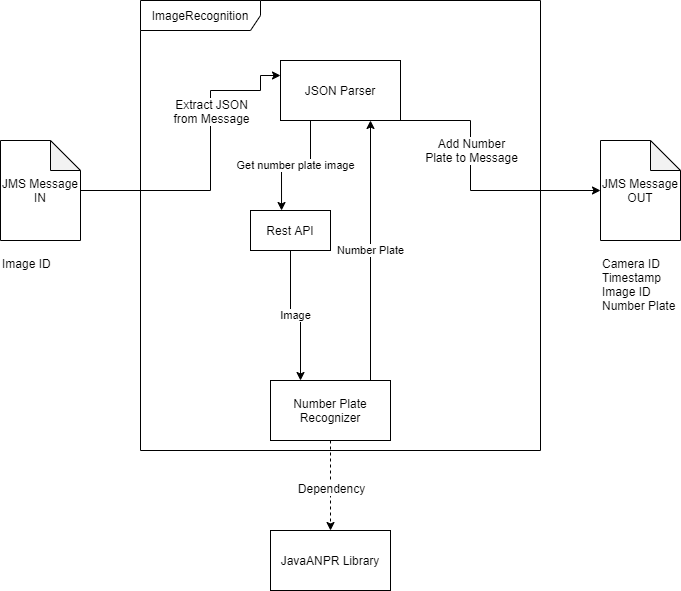 ImageRecognition
JSON Parser
Extract JSON
from Message
Add Number
Plate to Message
Get number plate image
JMS Message
IN
JMS Message
OUT
Rest API
Number Plate
Image ID
Camera ID
Timestamp
Image ID
Number Plate
Image
Number Plate
Recognizer
Dependency
JavaANPR Library